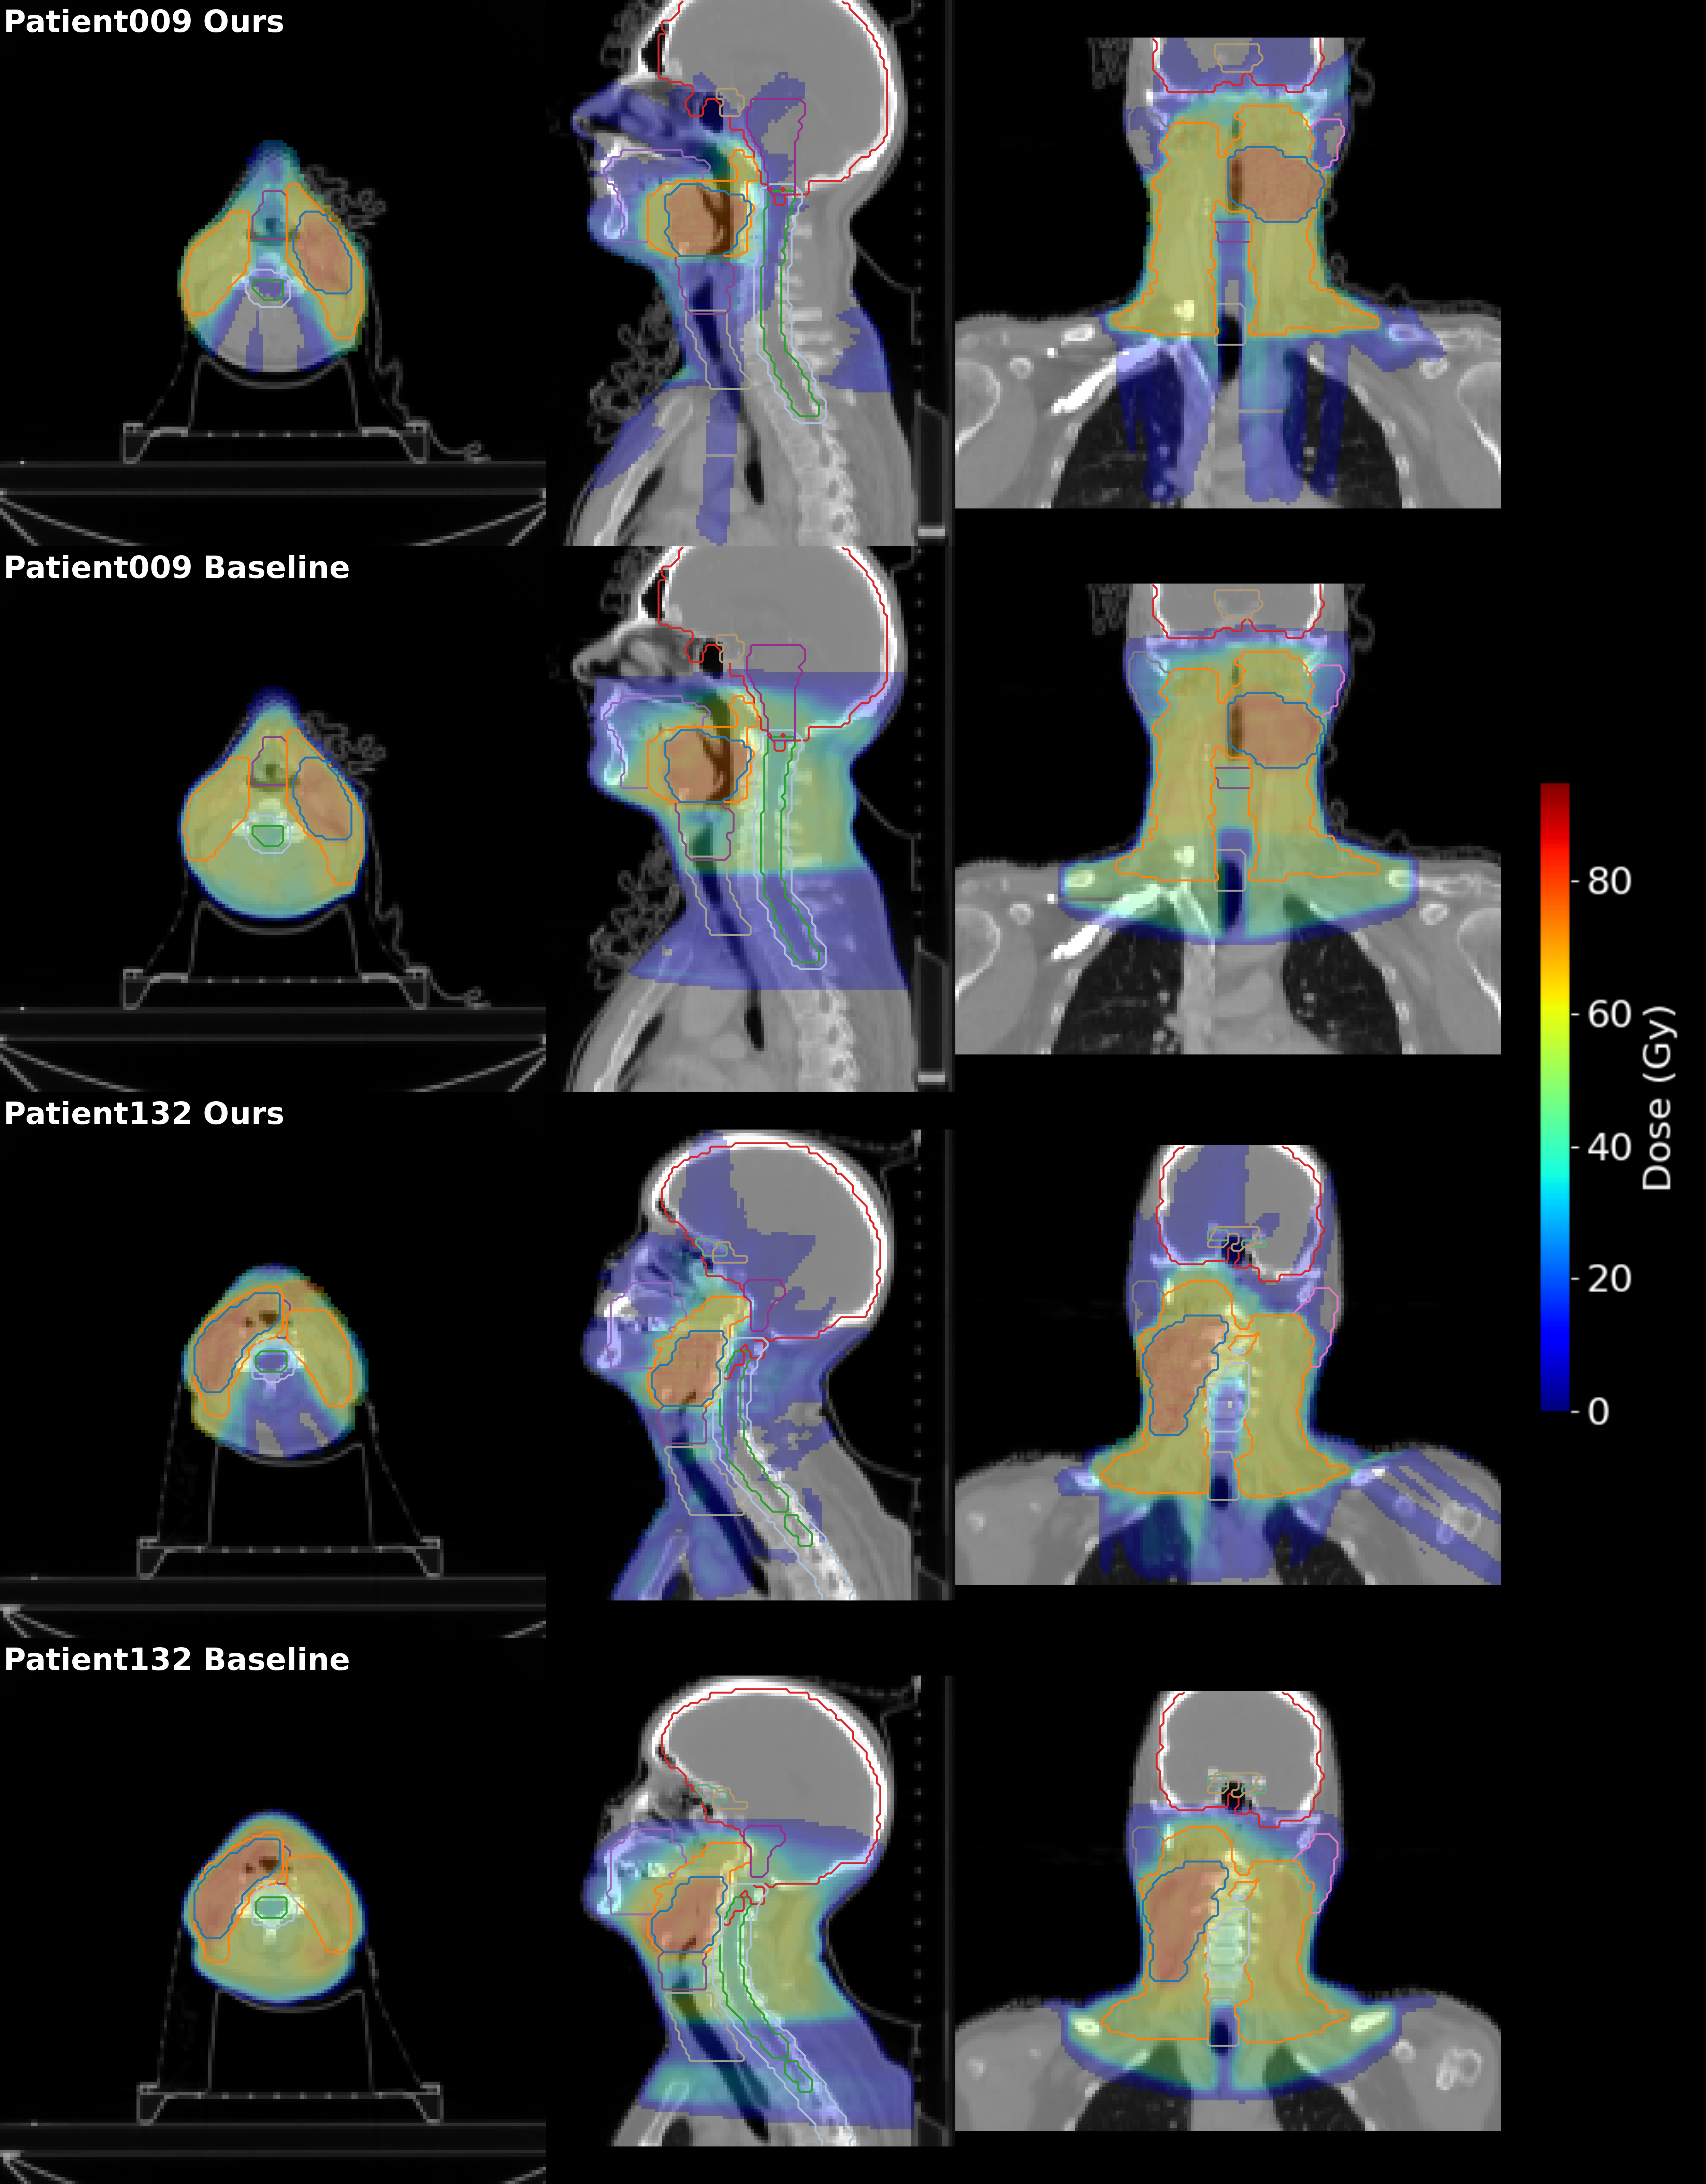 Patient009 Ours
Patient009 Baseline
80
60
40
20
0
Dose (Gy)
Patient132 Ours
Patient132 Baseline